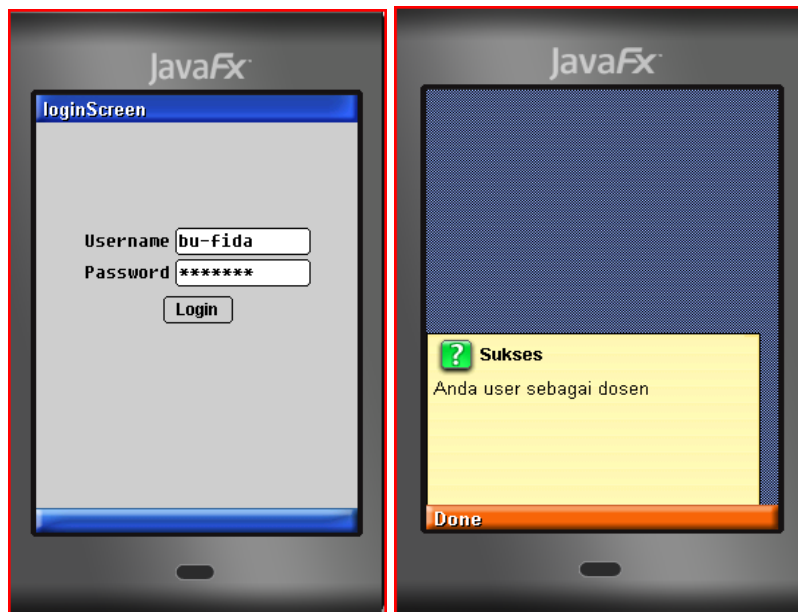 JavaFx
loginScreen
Username bu-fida
Password *******
Login
JavaFx
Sukses
Anda user sebagai dosen
Done